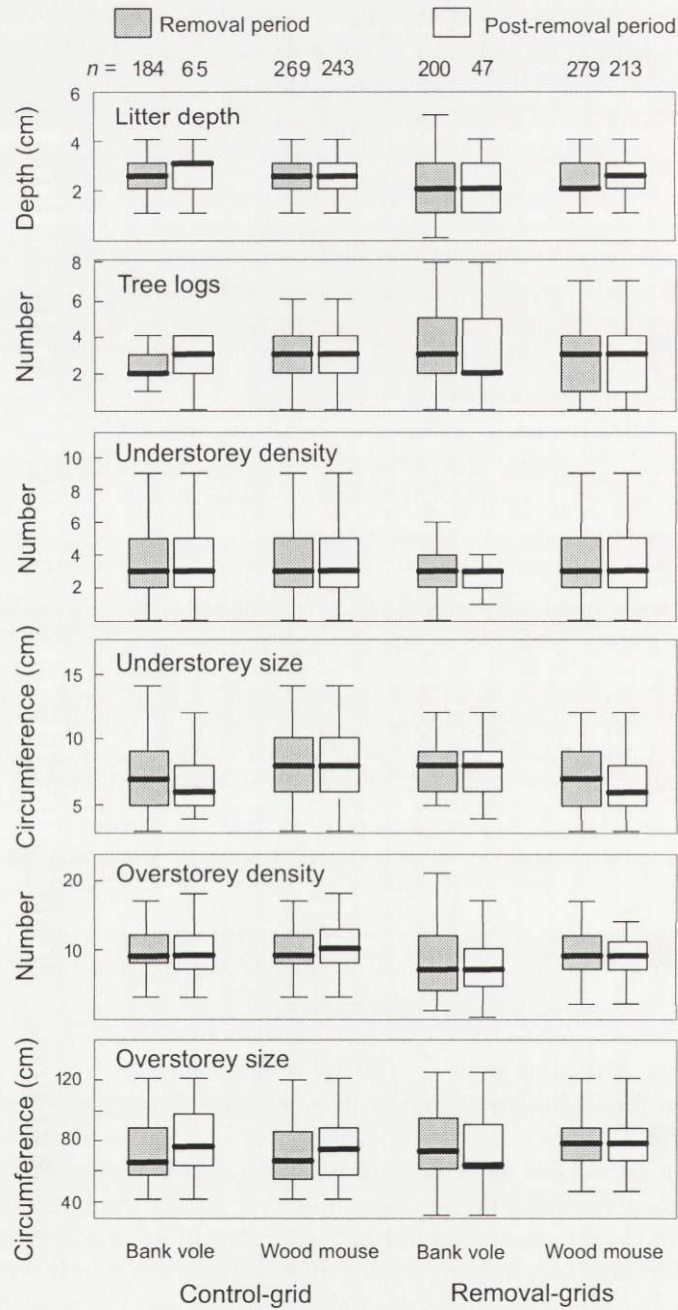 Removal period Post-removal period
n = 184 65 269 243 200 47 279 213
Litter depth
Depth (cm)
6
4
2
Tree logs
Number
8
6
4
2
Understorey density
Number
10
8
6
4
2
Understorey size
Circumference (cm)
15
10
5
Overstorey density
Number
20
10
Overstorey size
Circumference (cm)
120
80
40
Bank vole Wood mouse Bank vole Wood mouse
Control-grid Removal-grids